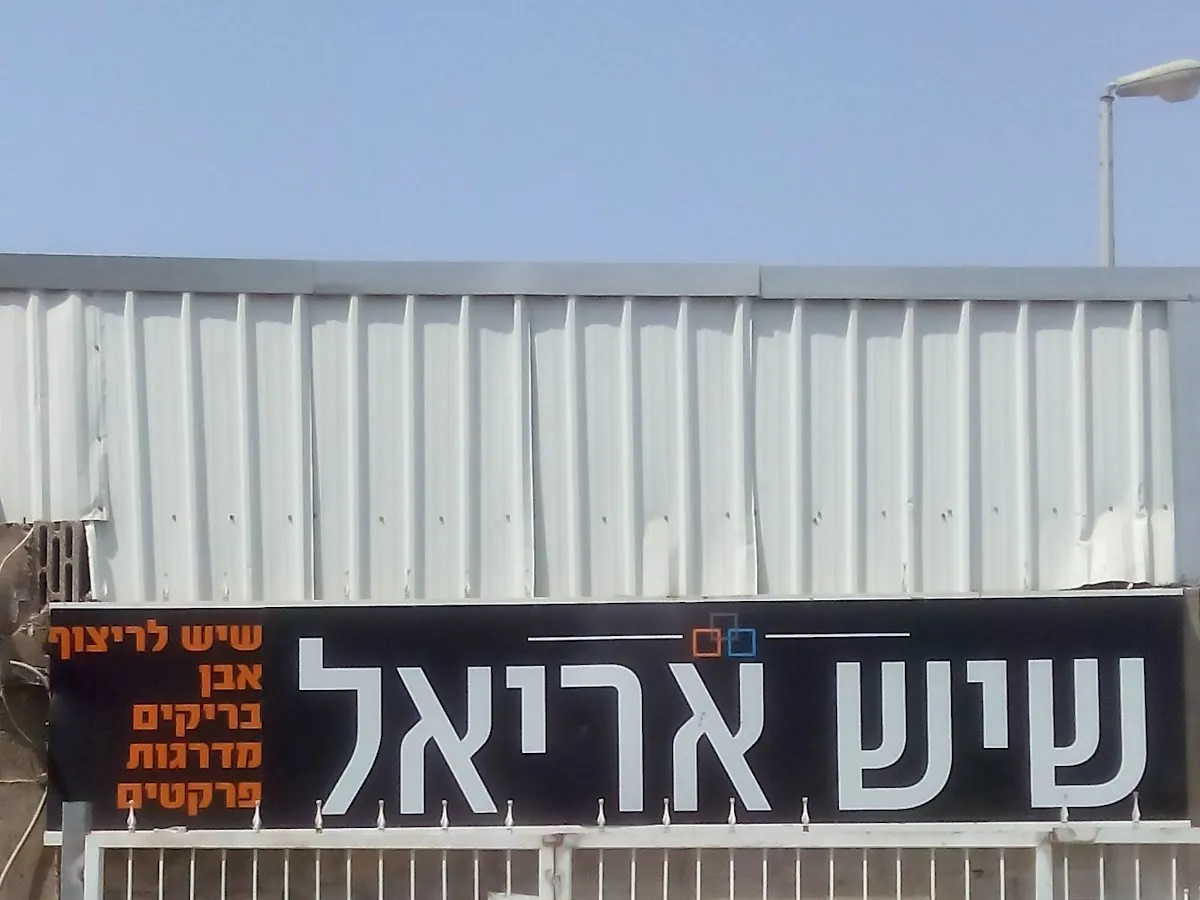 שיש אריאל
שיש לריצוף
אבן
בריקים
מדרגות
פרקטים